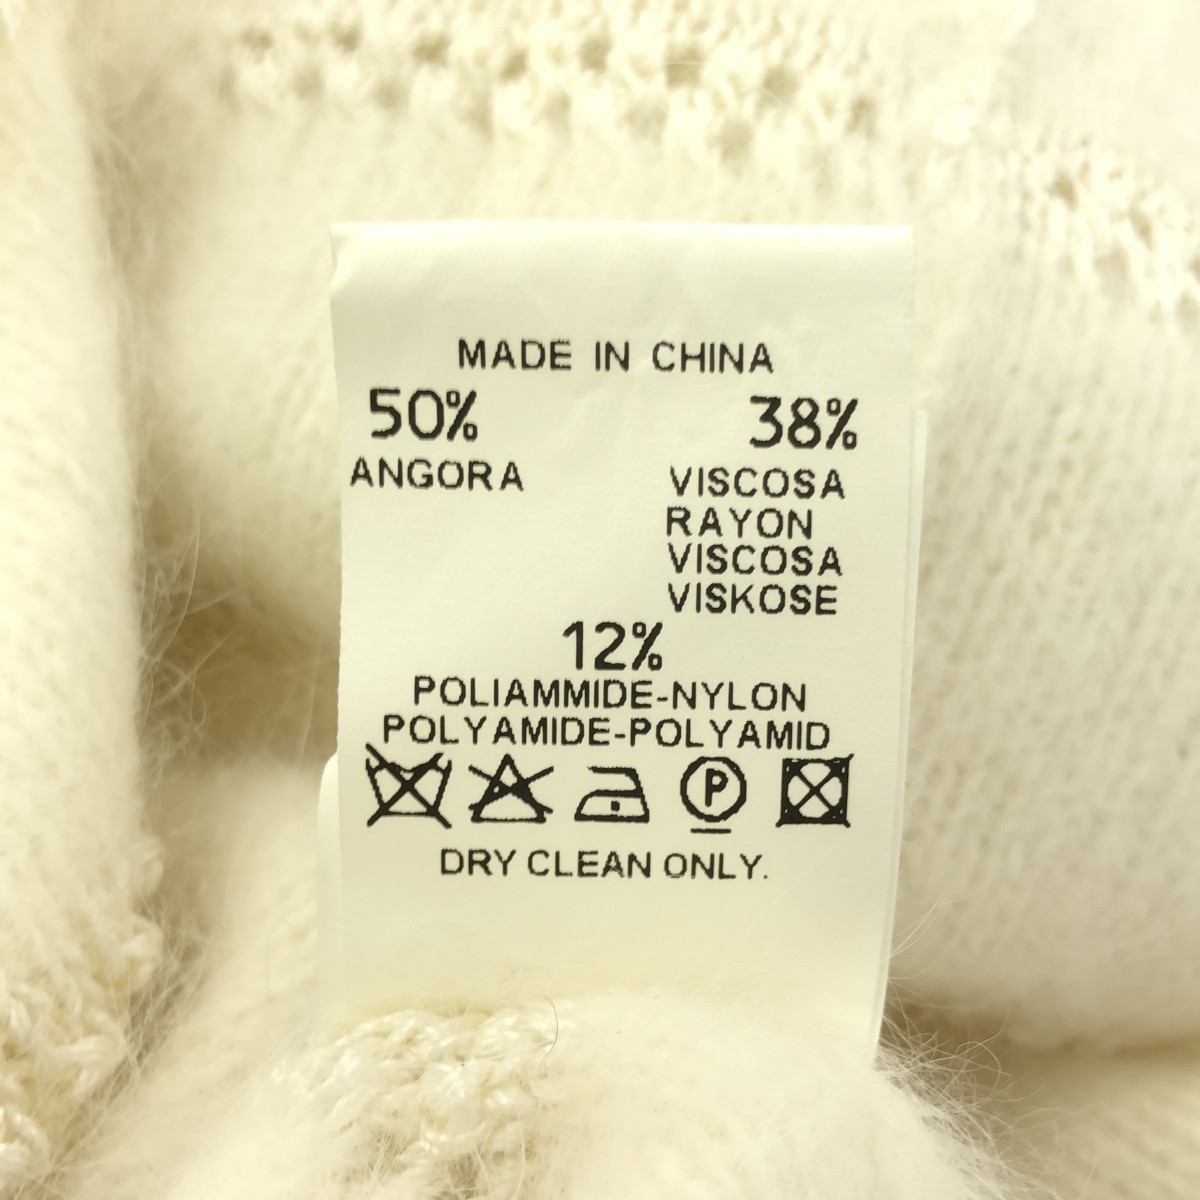 MADE IN CHINA
50% 38%
ANGORA VISCOSA
RAYON
VISCOSA
VISKOSE
12%
POLIAMMIDE-NYLON
POLYAMIDE-POLYAMID
P
DRY CLEAN ONLY.